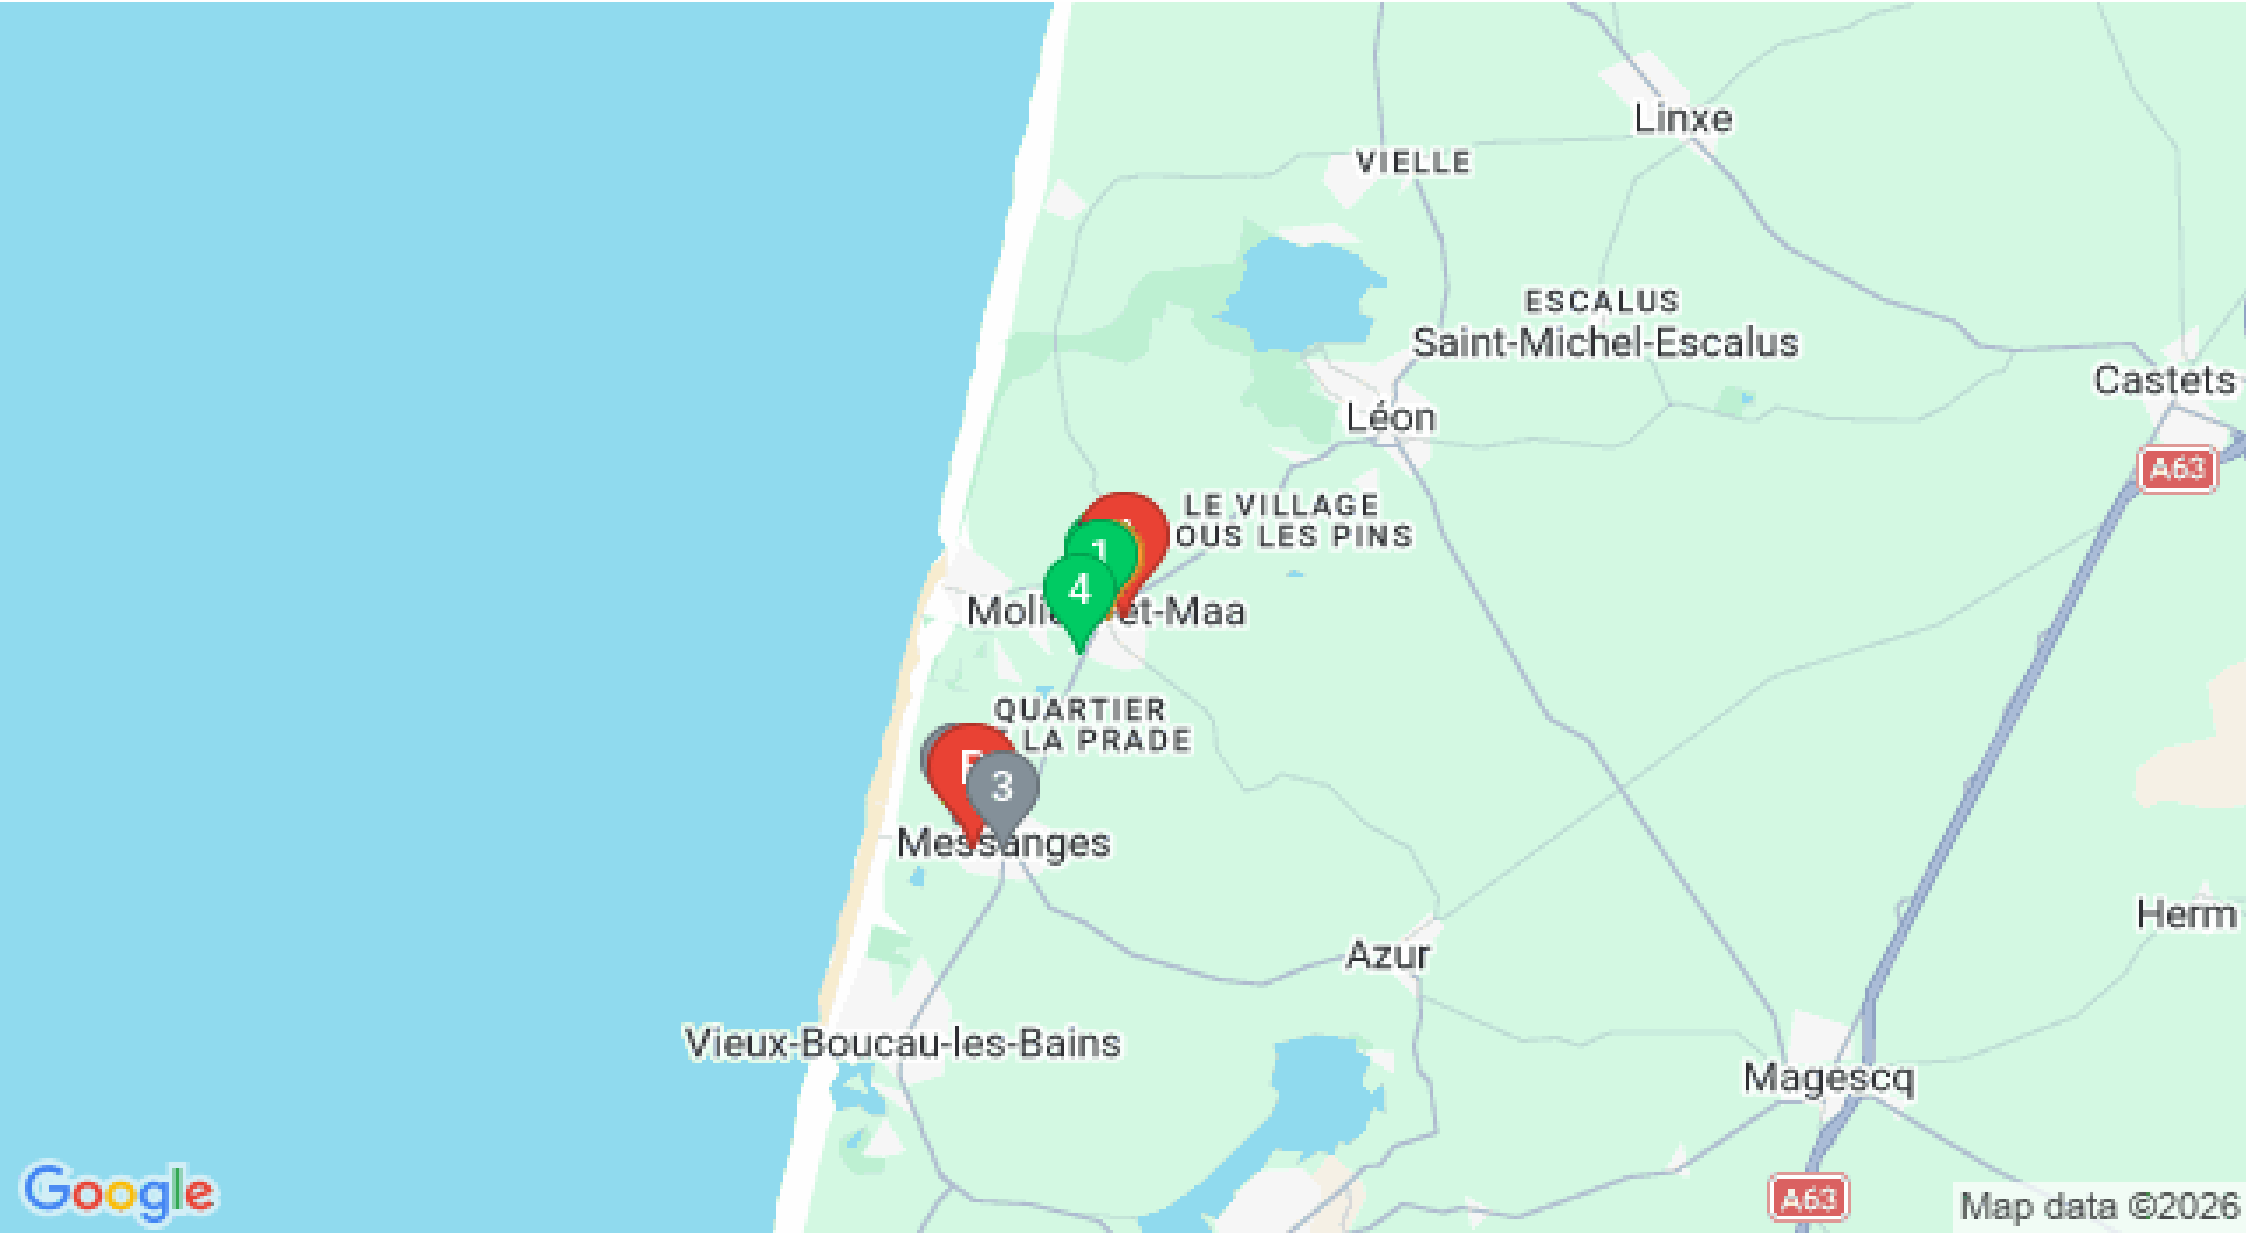 Linxe
VIELLE
ESCALUS
Saint-Michel-Escalus
Castets
Léon
A63
LE VILLAGE
OUS LES PINS
1
4
et-Maa
QUARTIER
LA PRADE
3
Messanges
Azur
Herm
Vieux-Boucau-les-Bains
Magescq
A63
Google
Map data ©2026